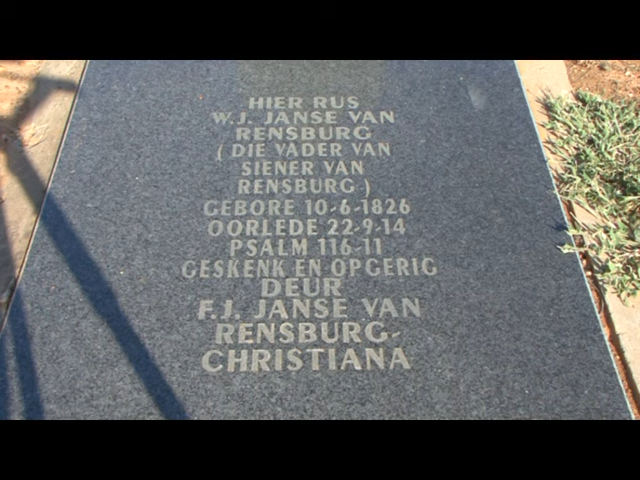 HIER RUS
W.J. JANSE VAN
RENSBURG
( DIE VADER VAN
SIENER VAN
RENSBURG )
GEBORE 10-6-1826
OORLEDE 22-9-14
PSALM 116-11
GESKENK EN OPGERIG
DEUR
F.J. JANSE VAN
RENSBURG-
CHRISTIANA